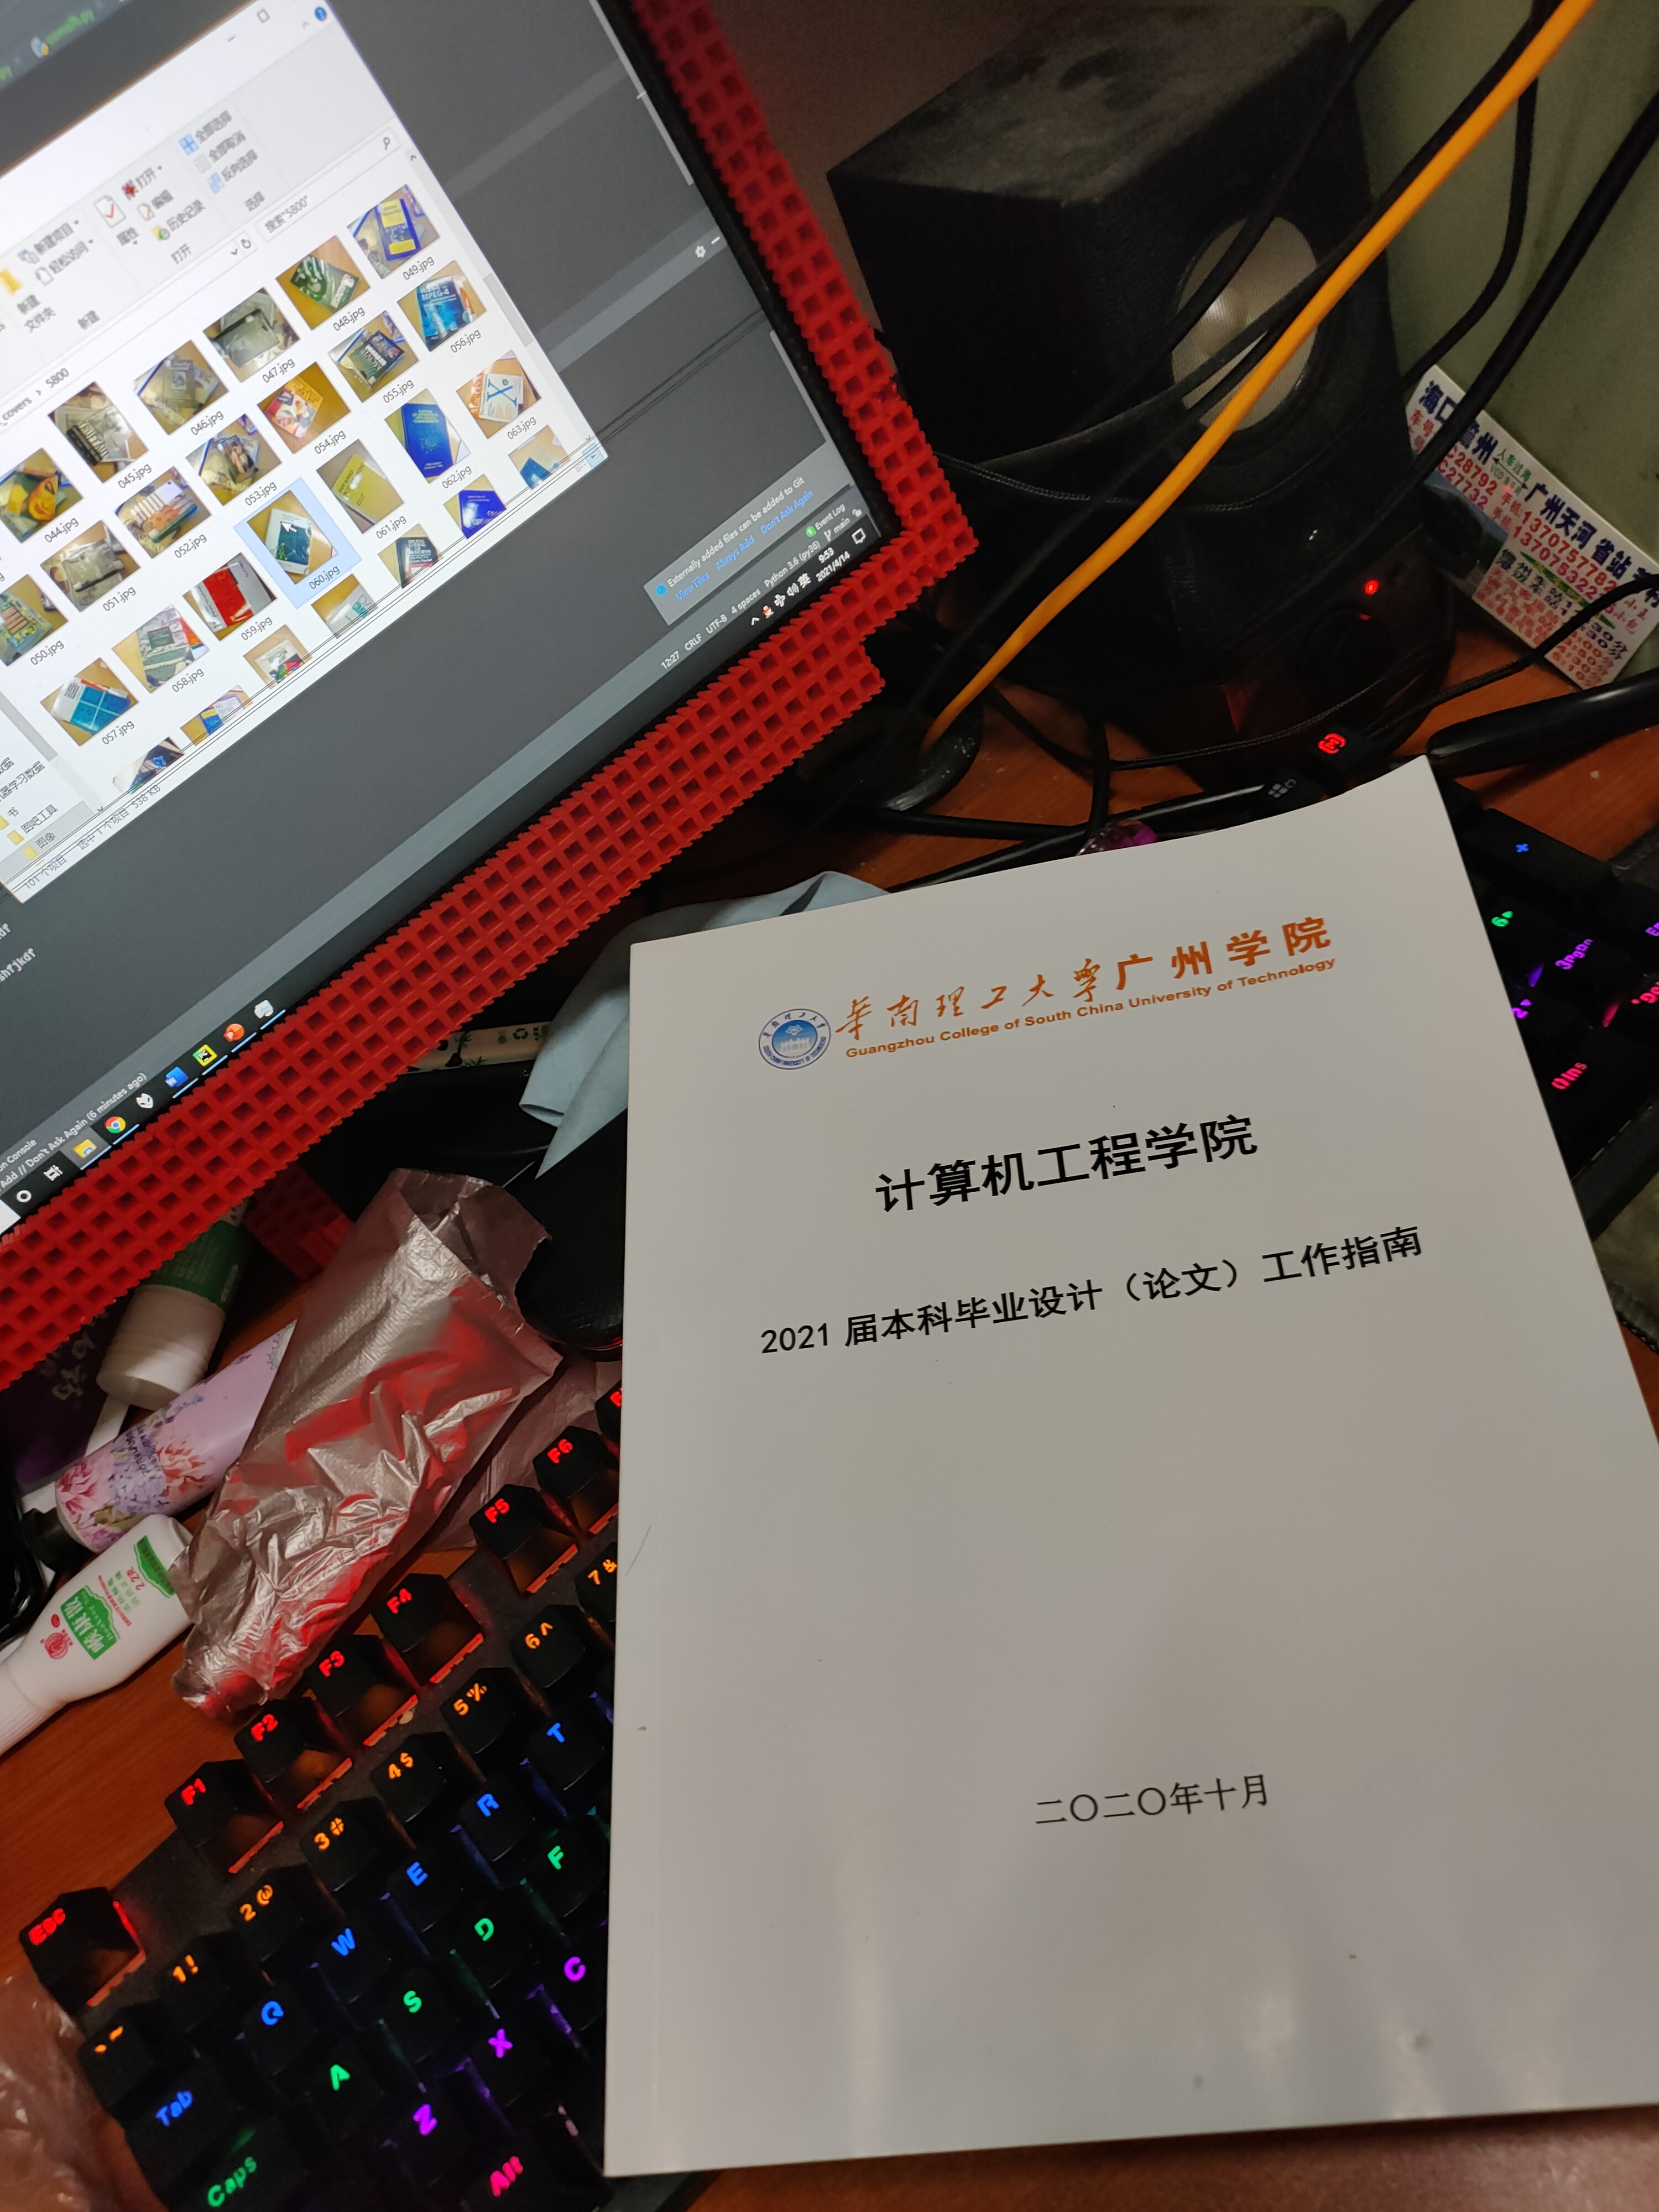 全部选择
全部取消
反向选择
选择
打开
编辑
历史记录
属性
打开
新建项目
轻松访问
新建
文件夹
新建
covers › 5800
搜索"5800"
044.jpg
045.jpg
046.jpg
047.jpg
048.jpg
049.jpg
050.jpg
051.jpg
052.jpg
053.jpg
054.jpg
055.jpg
056.jpg
057.jpg
058.jpg
059.jpg
060.jpg
061.jpg
062.jpg
063.jpg
书
图吧工具
图像
101 个项目 选中 1 个项目 538 KB
Externally added files can be added to Git
View Files Always Add Don't Ask Again
Event Log
12:27 CRLF UTF-8 4 spaces Python 3.6 (py36) main
英
9:53
2021/4/14
Add // Don't Ask Again (6 minutes ago)
华南理工大学广州学院
Guangzhou College of South China University of Technology
计算机工程学院
2021 届本科毕业设计（论文）工作指南
二〇二〇年十月
广州天河 省站
Esc
F1
F2
F3
F4
F5
F6
1!
2@
3#
4$
5%
6^
7&
Tab
Q
W
E
R
T
Caps
A
S
D
F
Z
X
C
Alt
0Ins